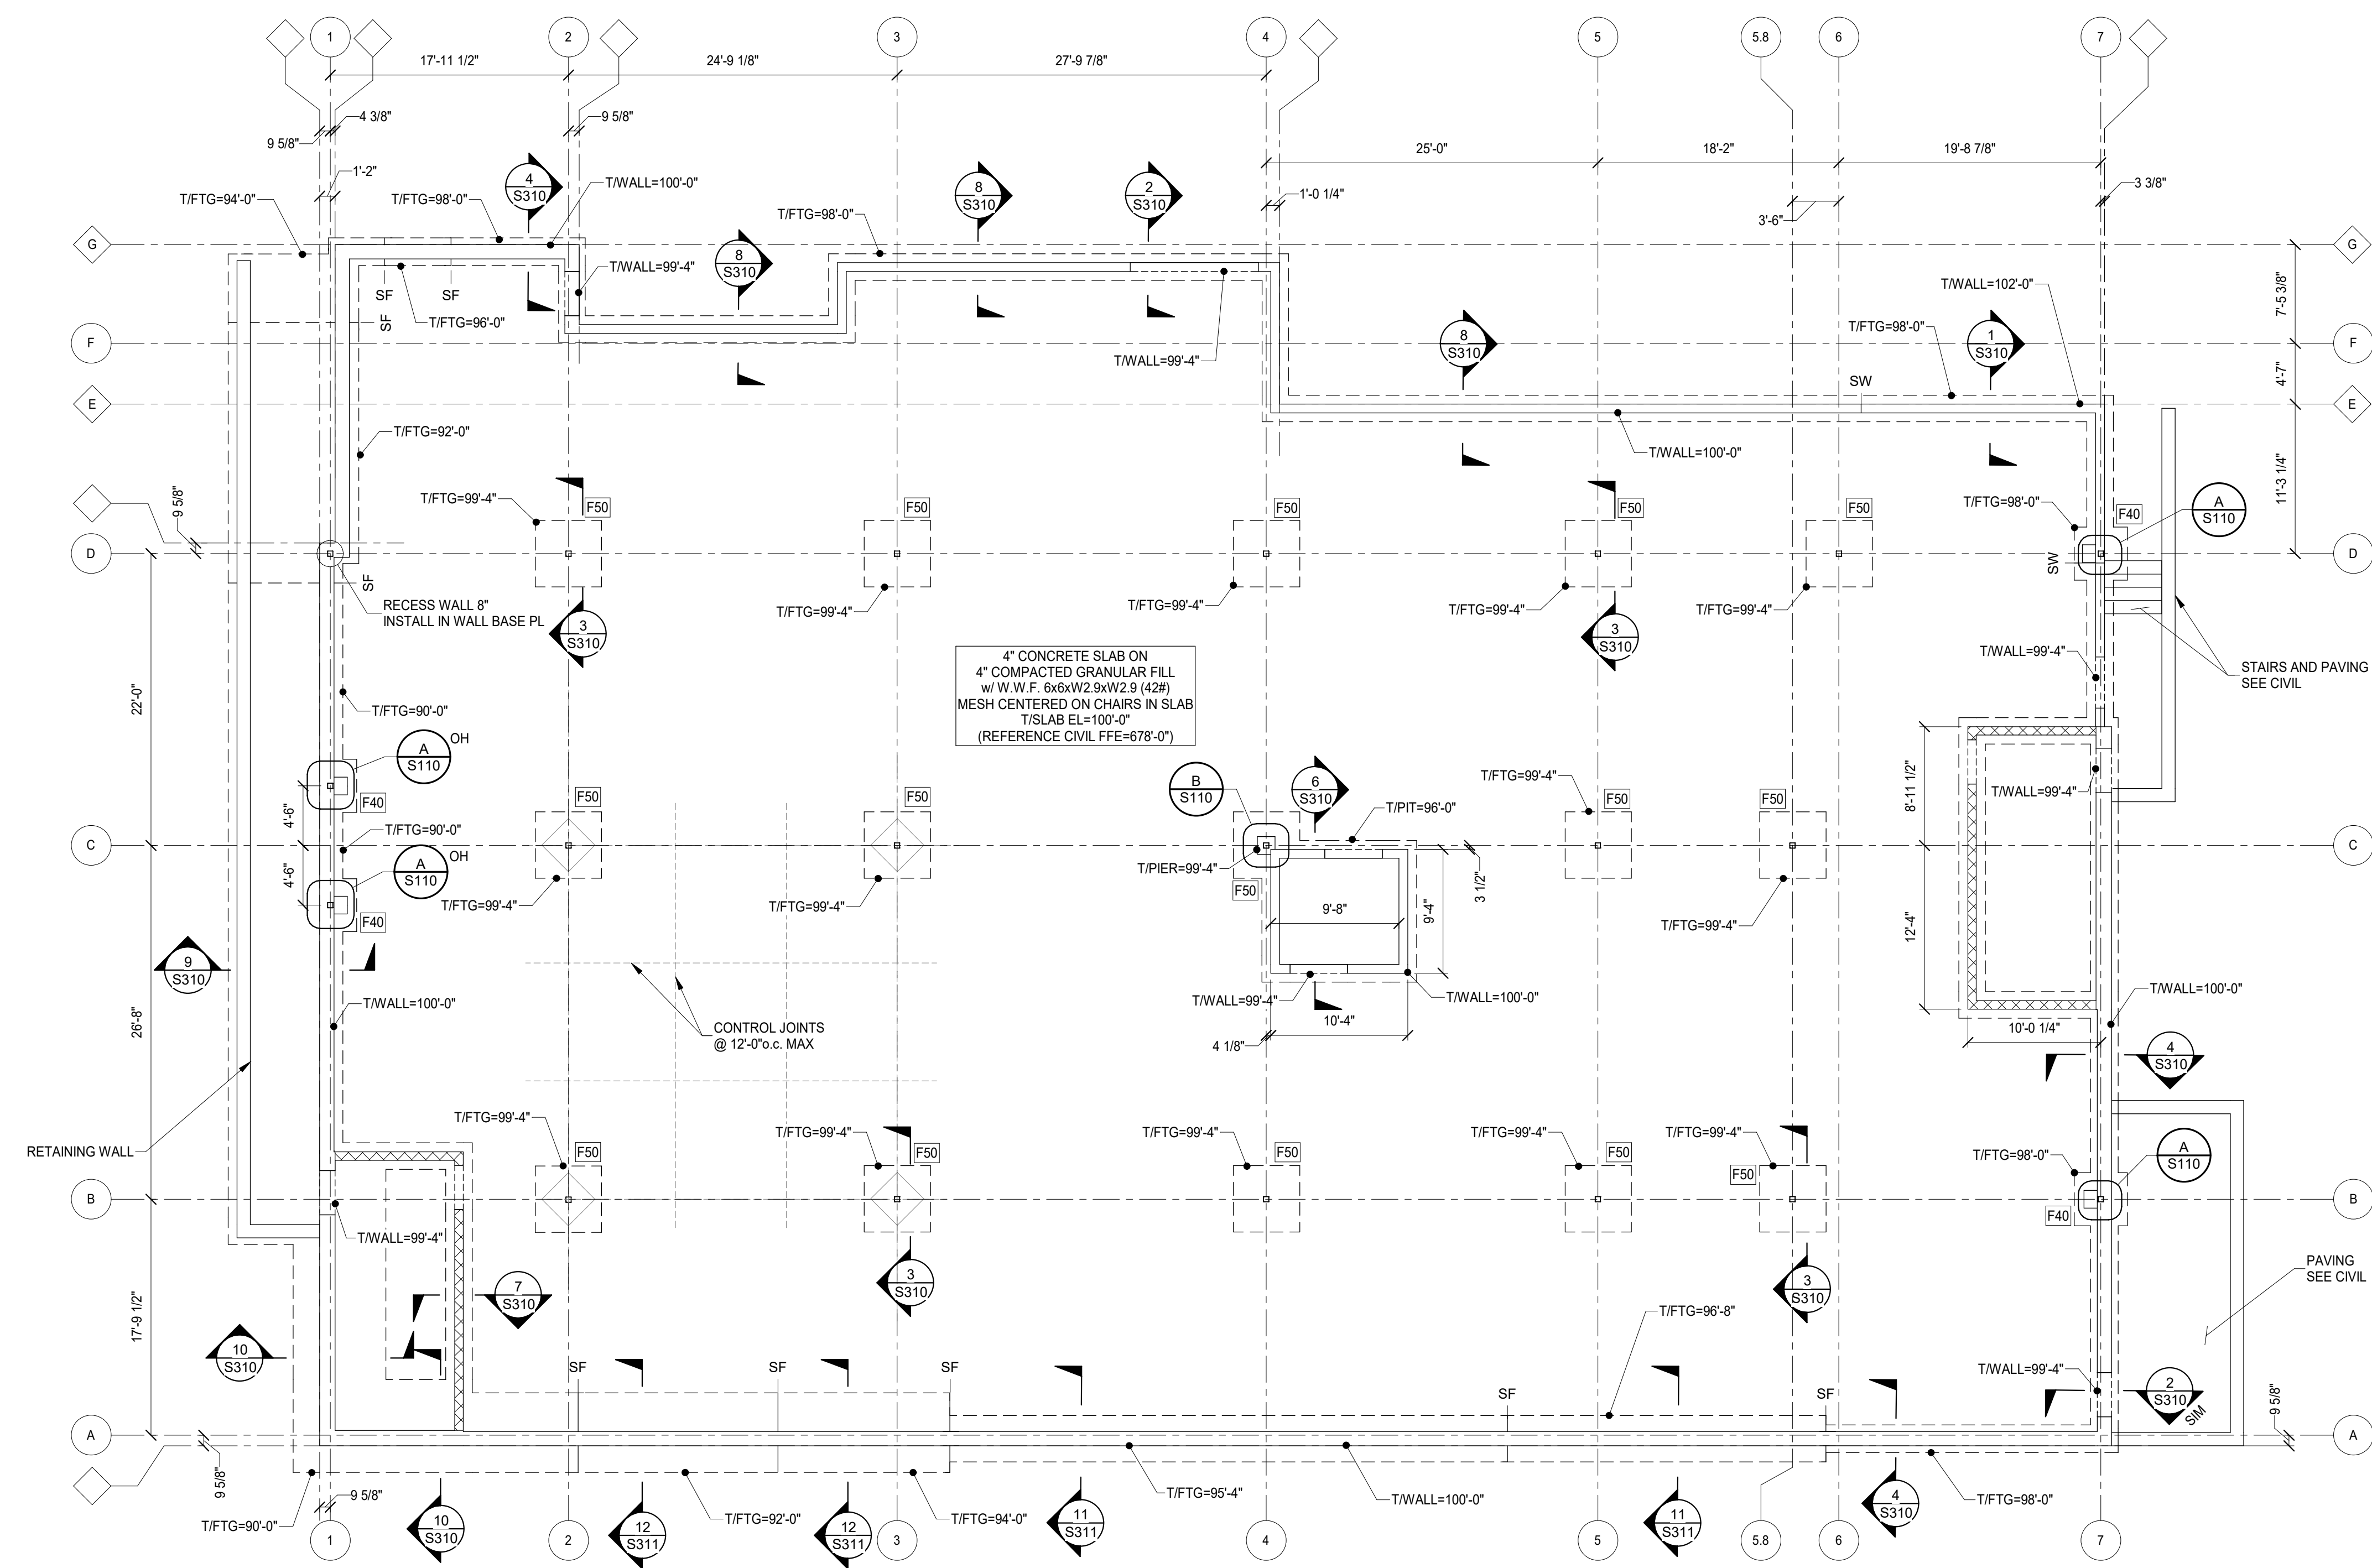 1
2
3
4
5
5.8
6
7
17'-11 1/2"
24'-9 1/8"
27'-9 7/8"
4 3/8"
9 5/8"
9 5/8"
1'-2"
25'-0"
18'-2"
19'-8 7/8"
3 3/8"
1'-0 1/4"
3'-6"
T/FTG=94'-0"
T/FTG=98'-0"
4
S310
T/WALL=100'-0"
T/FTG=98'-0"
8
S310
2
S310
G
G
8
S310
T/WALL=99'-4"
SF
SF
SF
T/FTG=96'-0"
T/WALL=102'-0"
7'-5 3/8"
T/FTG=98'-0"
F
8
S310
1
S310
F
T/WALL=99'-4"
SW
4'-7"
E
E
T/FTG=92'-0"
T/WALL=100'-0"
11'-3 1/4"
9 5/8"
T/FTG=99'-4"
F50
F50
F50
F50
F50
T/FTG=98'-0"
F40
A
S110
D
D
SF
SW
RECESS WALL 8"
INSTALL IN WALL BASE PL
T/FTG=99'-4"
T/FTG=99'-4"
T/FTG=99'-4"
T/FTG=99'-4"
3
S310
3
S310
4" CONCRETE SLAB ON
4" COMPACTED GRANULAR FILL
w/ W.W.F. 6x6xW2.9xW2.9 (42#)
MESH CENTERED ON CHAIRS IN SLAB
T/SLAB EL=100'-0"
(REFERENCE CIVIL FFE=678'-0")
T/WALL=99'-4"
STAIRS AND PAVING
SEE CIVIL
22'-0"
T/FTG=90'-0"
A
S110
OH
F40
4'-6"
T/FTG=90'-0"
F50
F50
B
S110
6
S310
T/PIT=96'-0"
T/FTG=99'-4"
F50
F50
8'-11 1/2"
T/WALL=99'-4"
C
C
4'-6"
A
S110
OH
F40
T/FTG=99'-4"
T/FTG=99'-4"
T/PIER=99'-4"
F50
9'-8"
9'-4"
3 1/2"
T/FTG=99'-4"
12'-4"
9
S310
26'-8"
T/WALL=100'-0"
CONTROL JOINTS
@ 12'-0"o.c. MAX
T/WALL=99'-4"
T/WALL=100'-0"
10'-4"
4 1/8"
T/WALL=100'-0"
10'-0 1/4"
4
S310
RETAINING WALL
T/FTG=99'-4"
F50
T/FTG=99'-4"
F50
T/FTG=99'-4"
F50
T/FTG=99'-4"
F50
T/FTG=99'-4"
F50
T/FTG=98'-0"
A
S110
B
B
F40
T/WALL=99'-4"
3
S310
3
S310
7
S310
17'-9 1/2"
PAVING
SEE CIVIL
10
S310
T/FTG=96'-8"
SF
SF
SF
SF
SF
T/WALL=99'-4"
2
S310
SIM
9 5/8"
A
A
9 5/8"
9 5/8"
T/FTG=90'-0"
10
S310
12
S311
T/FTG=92'-0"
12
S311
T/FTG=94'-0"
11
S311
T/FTG=95'-4"
T/WALL=100'-0"
11
S311
4
S310
T/FTG=98'-0"
1
2
3
4
5
5.8
6
7